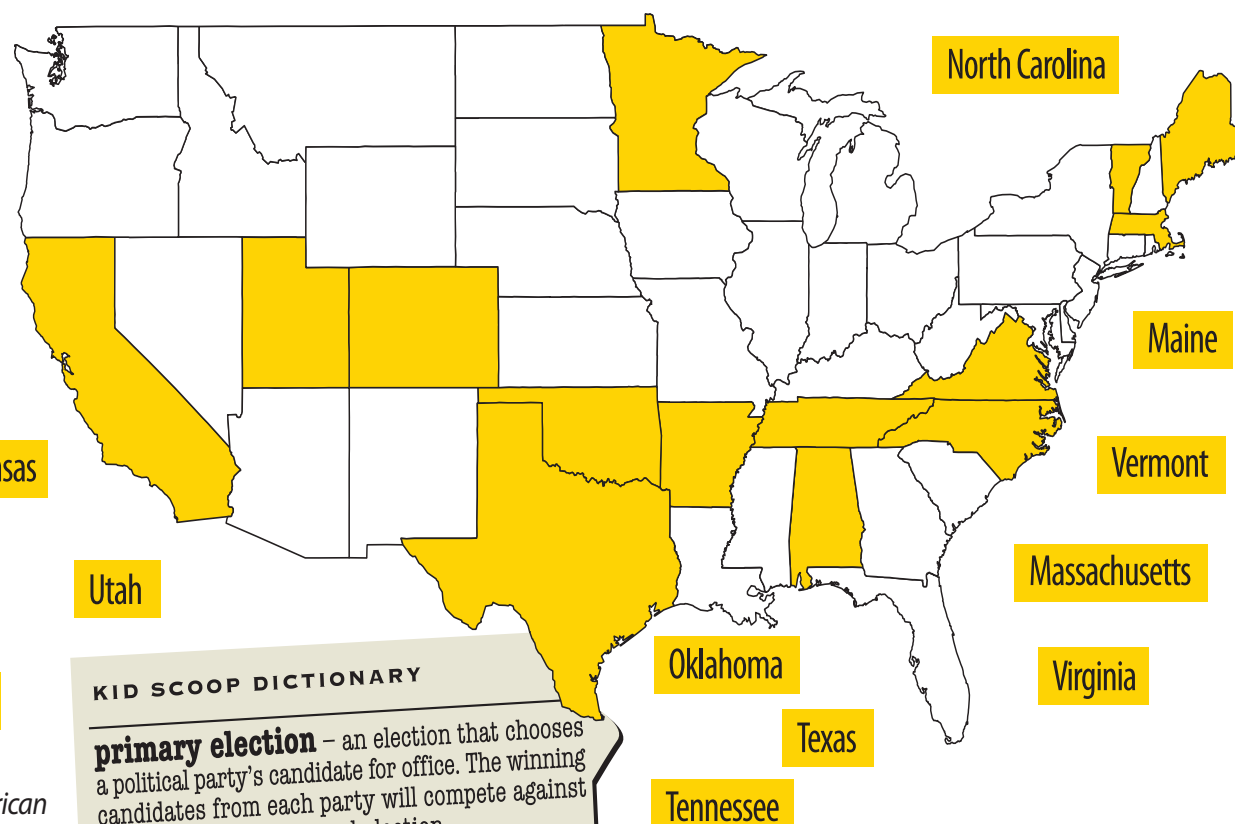 North Carolina
Maine
Vermont
Utah
Massachusetts
Oklahoma
Virginia
Texas
Tennessee
KID SCOOP DICTIONARY
primary election – an election that chooses
a political party's candidate for office. The winning
candidates from each party will compete against